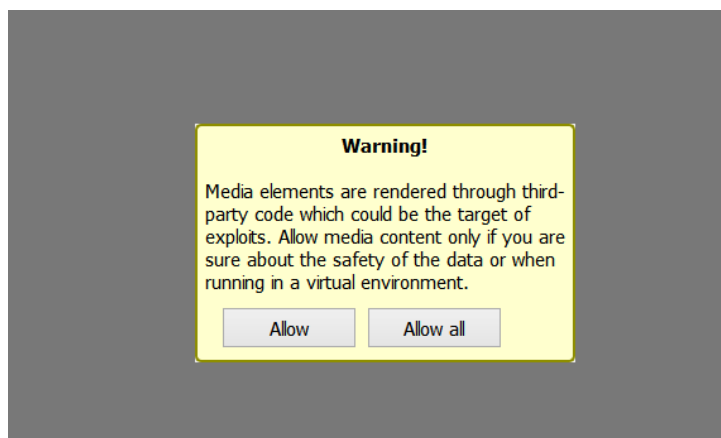 Warning!
Media elements are rendered through third-
party code which could be the target of
exploits. Allow media content only if you are
sure about the safety of the data or when
running in a virtual environment.
Allow Allow all